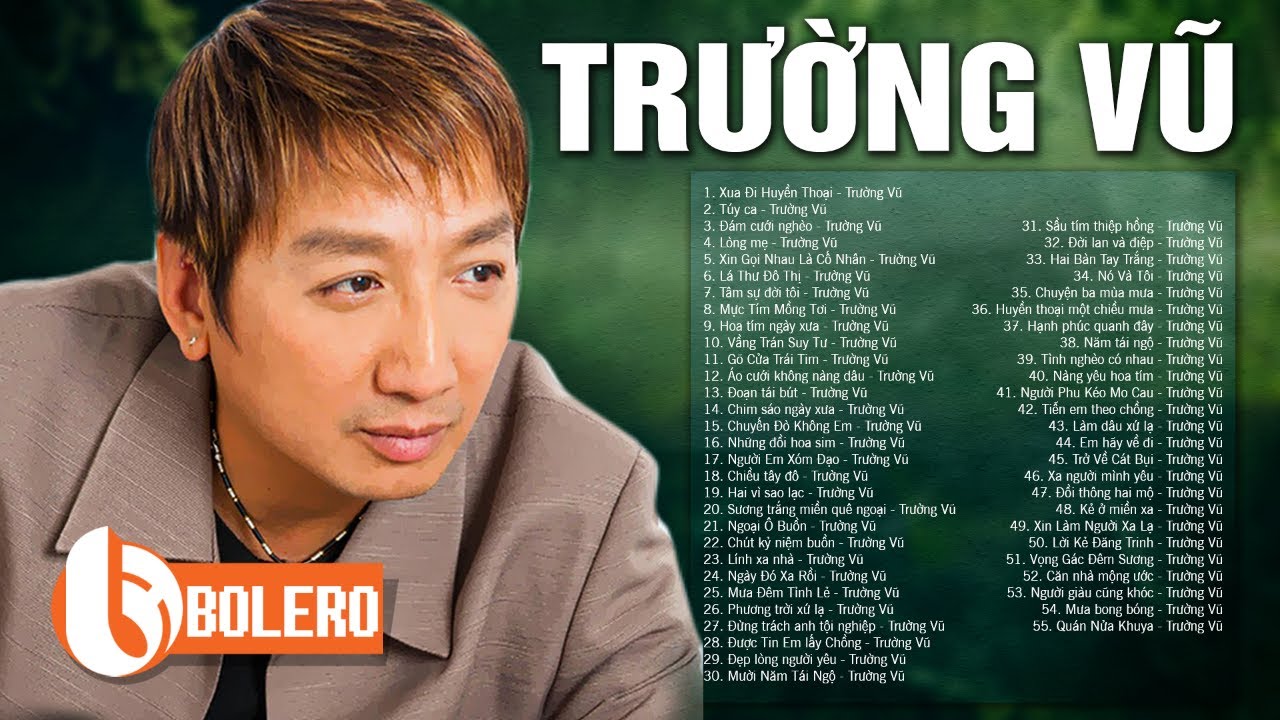 TRƯỜNG VŨ
1. Xua Đi Huyền Thoại - Trường Vũ
2. Túy ca - Trường Vũ
3. Đám cưới nghèo - Trường Vũ
4. Lòng mẹ - Trường Vũ
5. Xin Gọi Nhau Là Cố Nhân - Trường Vũ
6. Lá Thư Đô Thị - Trường Vũ
7. Tâm sự đời tôi - Trường Vũ
8. Mực Tím Mồng Tơi - Trường Vũ
9. Hoa tím ngày xưa - Trường Vũ
10. Vầng Trán Suy Tư - Trường Vũ
11. Gõ Cửa Trái Tim - Trường Vũ
12. Áo cưới không nàng dâu - Trường Vũ
13. Đoạn tái bút - Trường Vũ
14. Chim sáo ngày xưa - Trường Vũ
15. Chuyến Đò Không Em - Trường Vũ
16. Những đồi hoa sim - Trường Vũ
17. Người Em Xóm Đạo - Trường Vũ
18. Chiều tây đô - Trường Vũ
19. Hai vì sao lạc - Trường Vũ
20. Sương trắng miền quê ngoại - Trường Vũ
21. Ngoại Ô Buồn - Trường Vũ
22. Chút kỷ niệm buồn - Trường Vũ
23. Lính xa nhà - Trường Vũ
24. Ngày Đó Xa Rồi - Trường Vũ
25. Mưa Đêm Tỉnh Lẻ - Trường Vũ
26. Phương trời xứ lạ - Trường Vũ
27. Đừng trách anh tội nghiệp - Trường Vũ
28. Được Tin Em lấy Chồng - Trường Vũ
29. Đẹp lòng người yêu - Trường Vũ
30. Mười Năm Tái Ngộ - Trường Vũ
31. Sầu tím thiệp hồng - Trường Vũ
32. Đời lan và điệp - Trường Vũ
33. Hai Bàn Tay Trắng - Trường Vũ
34. Nó Và Tôi - Trường Vũ
35. Chuyện ba mùa mưa - Trường Vũ
36. Huyền thoại một chiều mưa - Trường Vũ
37. Hạnh phúc quanh đây - Trường Vũ
38. Năm tái ngộ - Trường Vũ
39. Tình nghèo có nhau - Trường Vũ
40. Nàng yêu hoa tím - Trường Vũ
41. Người Phu Kéo Mo Cau - Trường Vũ
42. Tiễn em theo chồng - Trường Vũ
43. Làm dâu xứ lạ - Trường Vũ
44. Em hãy về đi - Trường Vũ
45. Trở Về Cát Bụi - Trường Vũ
46. Xa người mình yêu - Trường Vũ
47. Đồi thông hai mộ - Trường Vũ
48. Kẻ ở miền xa - Trường Vũ
49. Xin Làm Người Xa Lạ - Trường Vũ
50. Lời Kẻ Đăng Trình - Trường Vũ
51. Vọng Gác Đêm Sương - Trường Vũ
52. Căn nhà mộng ước - Trường Vũ
53. Người giàu cũng khóc - Trường Vũ
54. Mưa bong bóng - Trường Vũ
55. Quán Nửa Khuya - Trường Vũ
BOLERO